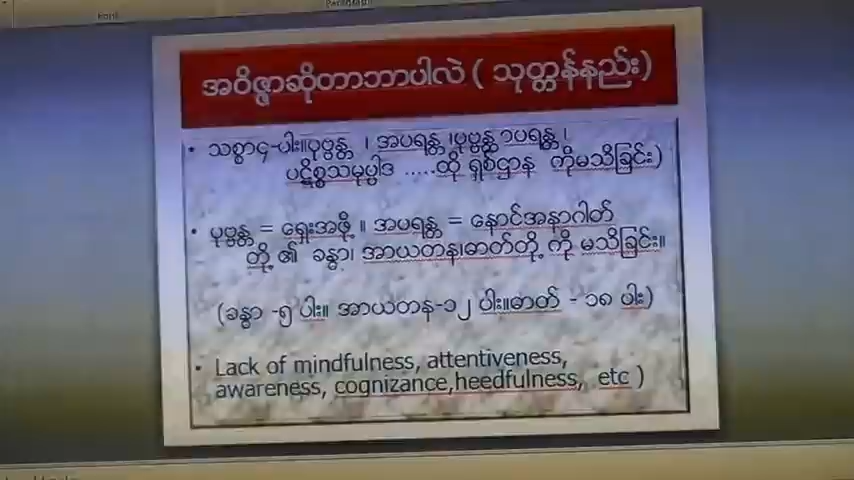 Font
Paragraph
အဝိဇ္ဇာဆိုတာဘာပါလဲ ( သုတ္တန်နည်း)
• သစ္စာ၄-ပါး။ပုဗ္ဗန္တ ၊ အပရန္တ ၊ပုဗ္ဗန္တာပရန္တ ၊
ပဋိစ္စသမုပ္ပါဒ .....ထို ရှစ်ဌာန ကိုမသိခြင်း)
• ပုဗ္ဗန္တ = ရှေးအဖို့ ။ အပရန္တ = နောင်အနာဂါတ်
တို့ ၏ ခန္ဓာ၊ အာယတန၊ဓာတ်တို့ ကို မသိခြင်း။
(ခန္ဓာ -၅ ပါး။ အာယတန-၁၂ ပါး။ဓာတ် - ၁၈ ပါး)
• Lack of mindfulness, attentiveness,
awareness, cognizance,heedfulness, etc )